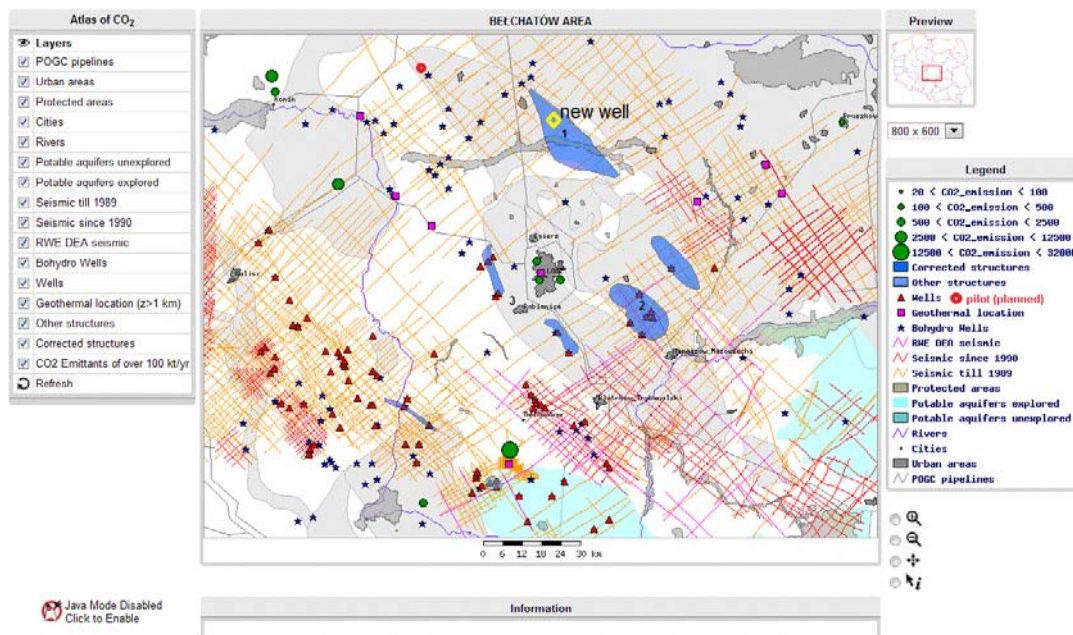 Atlas of CO₂
Layers
POGC pipelines
Urban areas
Protected areas
Cities
Rivers
Potable aquifers unexplored
Potable aquifers explored
Seismic till 1989
Seismic since 1990
RWE DEA seismic
Bohydro Wells
Wells
Geothermal location (z>1 km)
Other structures
Corrected structures
CO2 Emittants of over 100 kt/yr
Refresh
Java Mode Disabled
Click to Enable
BEŁCHATÓW AREA
new well
1
2
3
Konin
Zgierz
Pabianice
0 6 12 18 24 30 km
Information
Preview
800 x 600
Legend
20 < CO2_emission < 100
100 < CO2_emission < 500
500 < CO2_emission < 2500
2500 < CO2_emission < 12500
12500 < CO2_emission < 32000
Corrected structures
Other structures
Wells pilot (planned)
Geothermal location
Bohydro Wells
RWE DEA seismic
Seismic since 1990
Seismic till 1989
Protected areas
Potable aquifers explored
Potable aquifers unexplored
Rivers
Cities
Urban areas
POGC pipelines